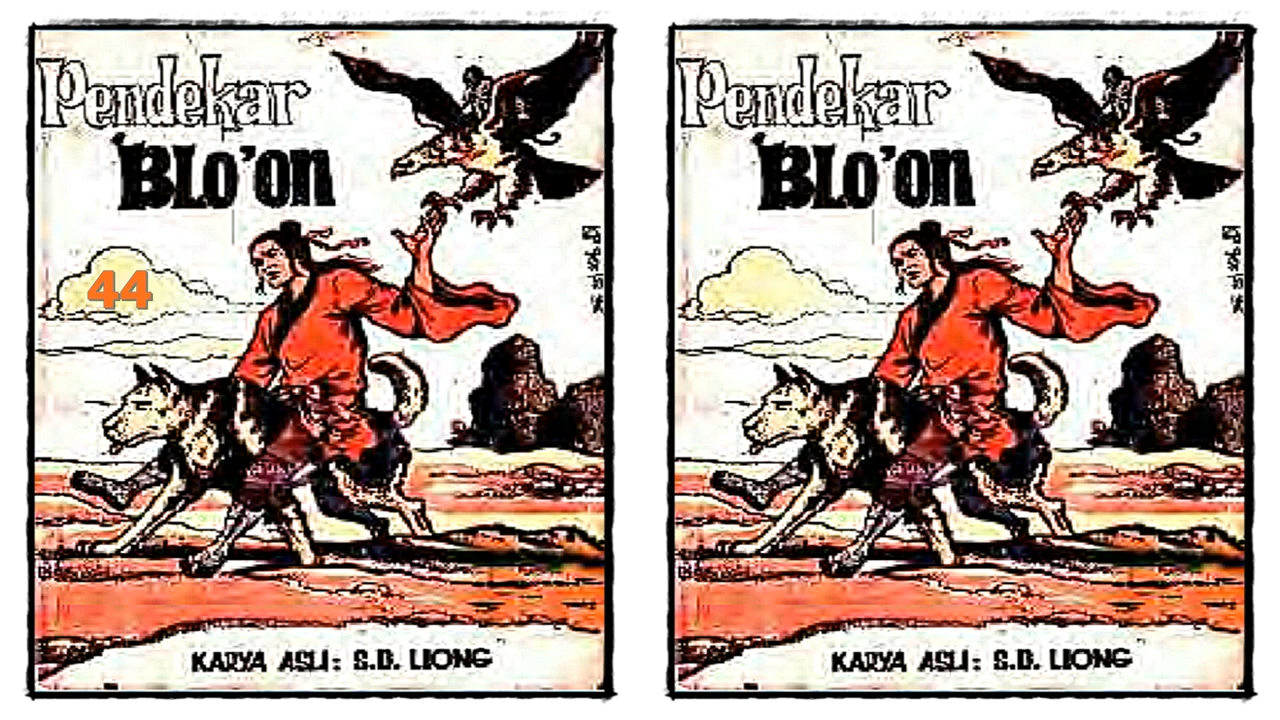 Pendekar
BLO'ON
44
KARYA ASLI: S.D. LIONG
Pendekar
BLO'ON
KARYA ASLI: S.D. LIONG